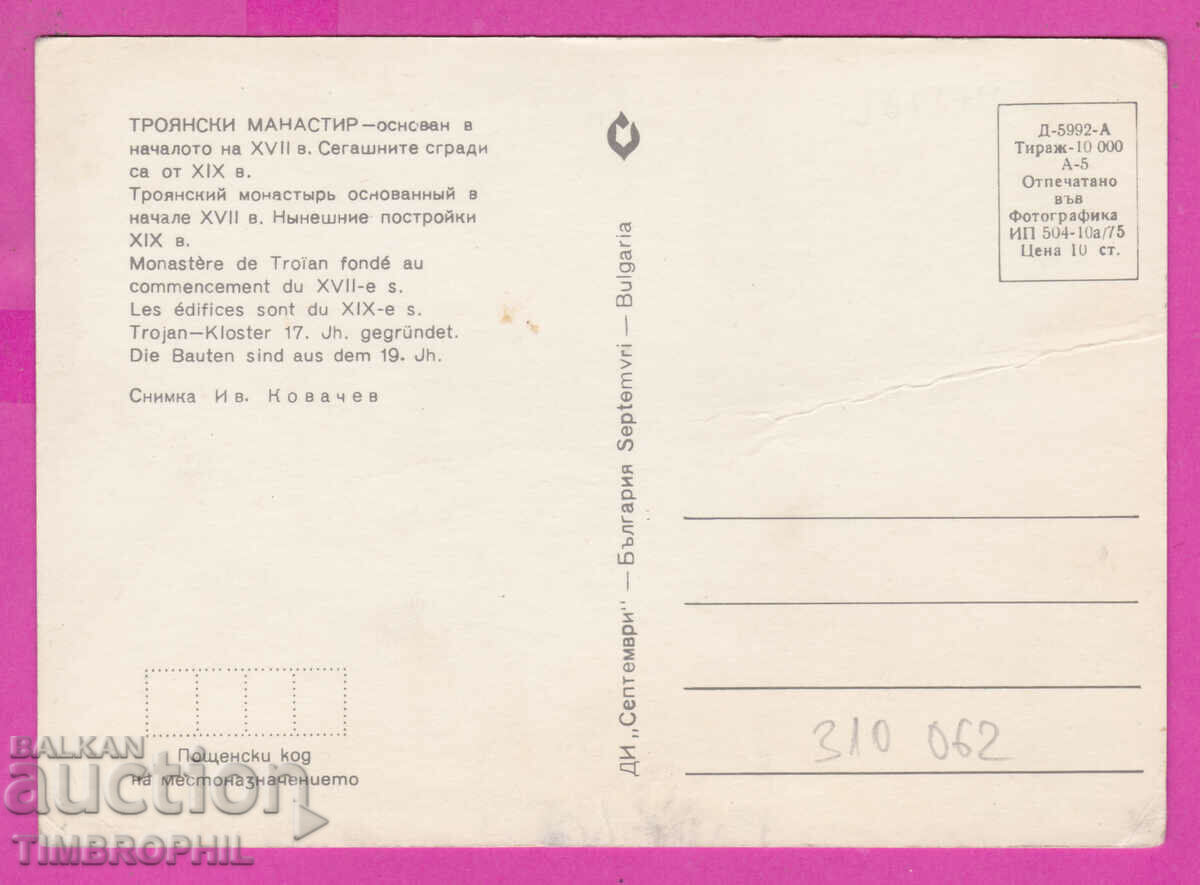 ТРОЯНСКИ МАНАСТИР—основан в
началото на XVII в. Сегашните сгради
са от XIX в.
Троянский монастырь основанный в
начале XVII в. Нынешние постройки
XIX в.
Monastère de Troïan fondé au
commencement du XVII-e s.
Les édifices sont du XIX-e s.
Trojan—Kloster 17. Jh. gegründet.
Die Bauten sind aus dem 19. Jh.
Снимка Ив. Ковачев
Пощенски код
на местоназначението
ДИ „Септември" — България Septemvri — Bulgaria
Д-5992-А
Тираж-10 000
А-5
Отпечатано
във
Фотографика
ИП 504-10а/75
Цена 10 ст.
310 062
BALKAN
auction
TIMBROPHIL